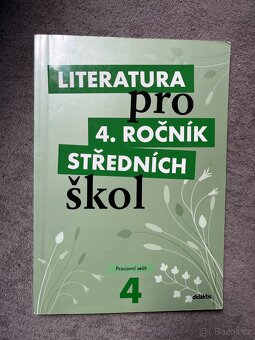 LITERATURA
pro
4. ROČNÍK
STŘEDNÍCH
škol
Pracovní sešit
4
didaktis